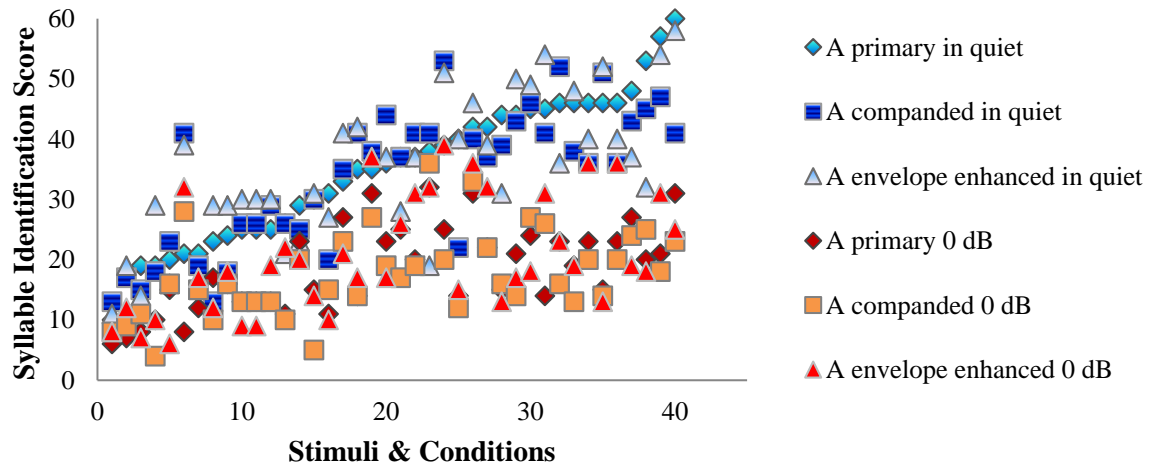 Syllable Identification Score
60
50
40
30
20
10
0
0 10 20 30 40
Stimuli & Conditions
A primary in quiet
A companded in quiet
A envelope enhanced in quiet
A primary 0 dB
A companded 0 dB
A envelope enhanced 0 dB